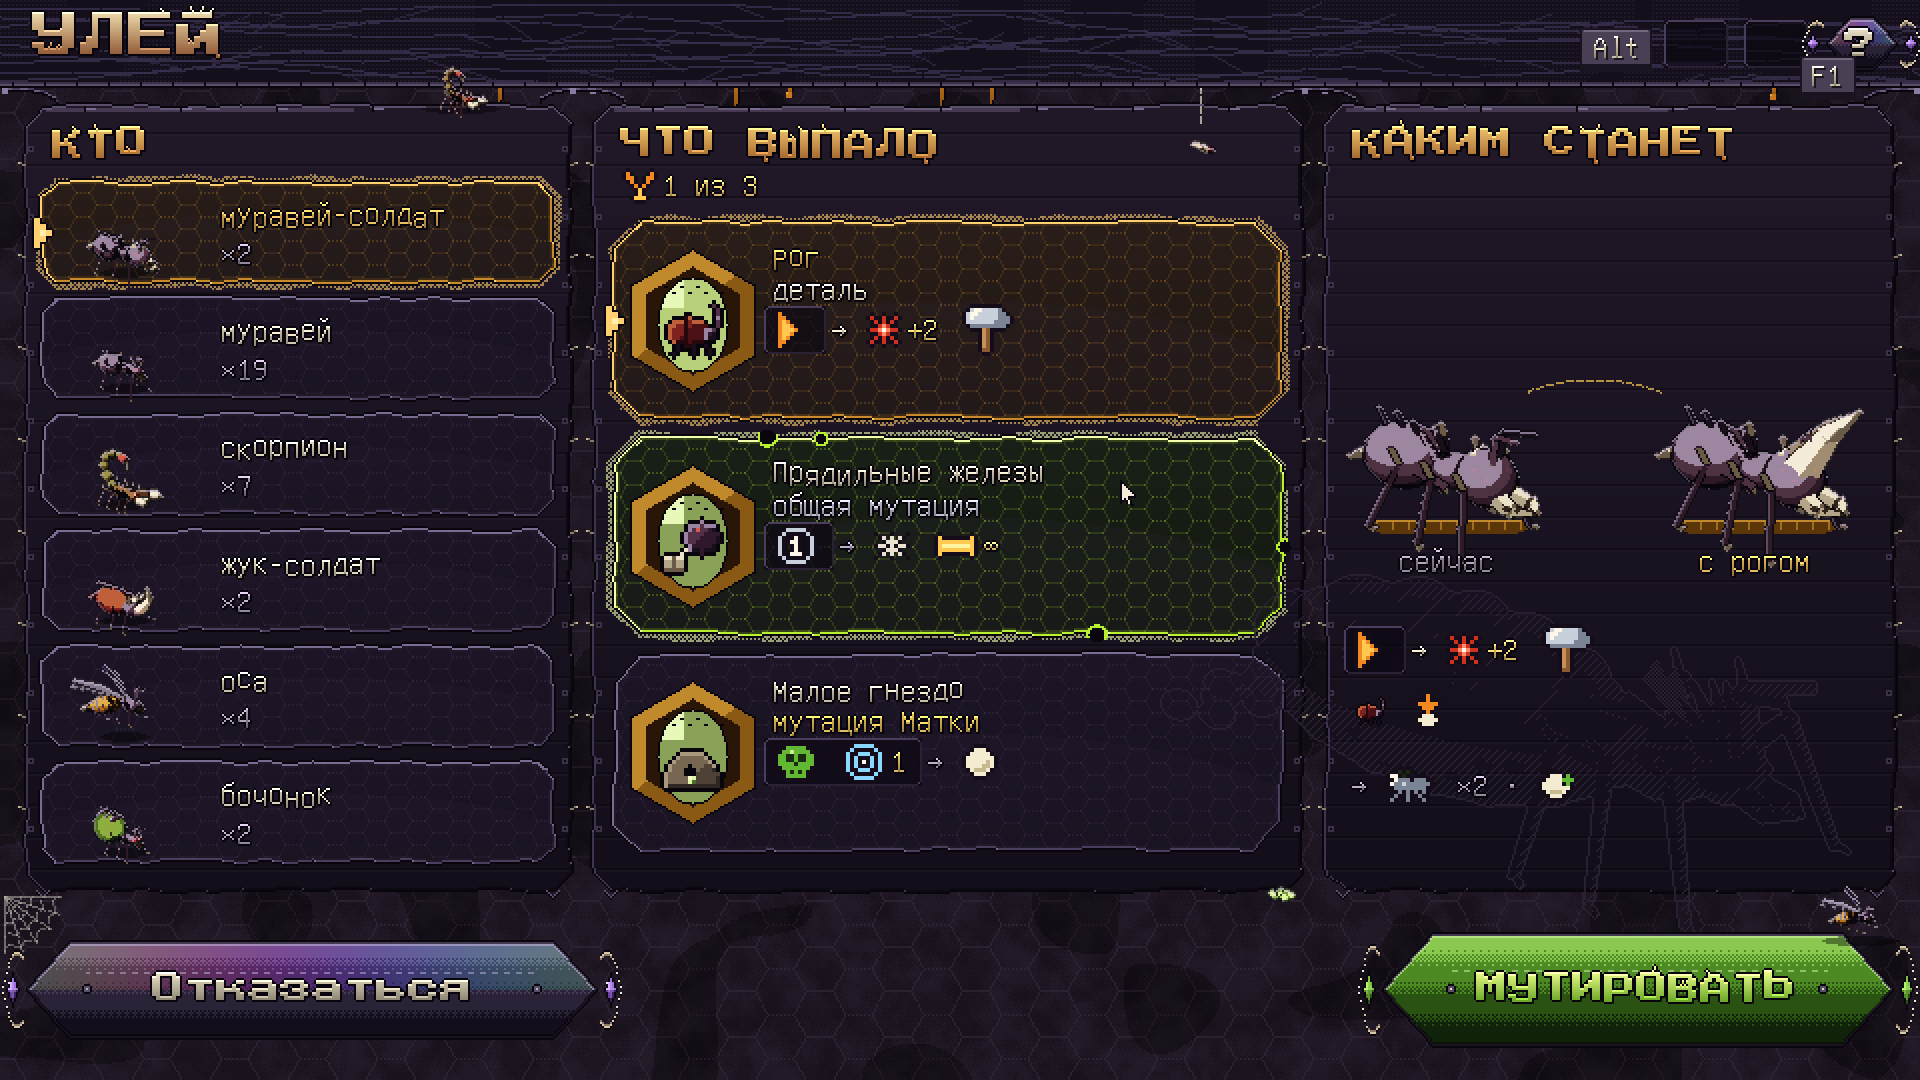 УЛЕЙ
Alt
?
F1
КТО
муравей-солдат
×2
муравей
×19
скорпион
×7
жук-солдат
×2
оса
×4
бочонок
×2
ЧТО ВЫПАЛО
1 из 3
рог
деталь
→ +2
Прядильные железы
общая мутация
1 → ∞
Малое гнездо
мутация Матки
1 →
КАКИМ СТАНЕТ
сейчас
с рогом
→ +2
→ ×2 ·
Отказаться
МУТИРОВАТЬ